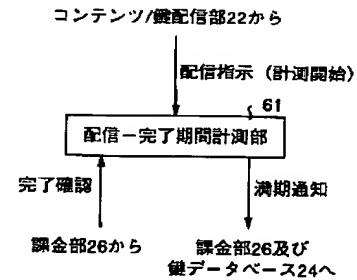 コンテンツ/鍵配信部22から
配信指示（計測開始）
61
配信－完了期間計測部
完了確認
満期通知
課金部26から
課金部26及び
鍵データベース24へ